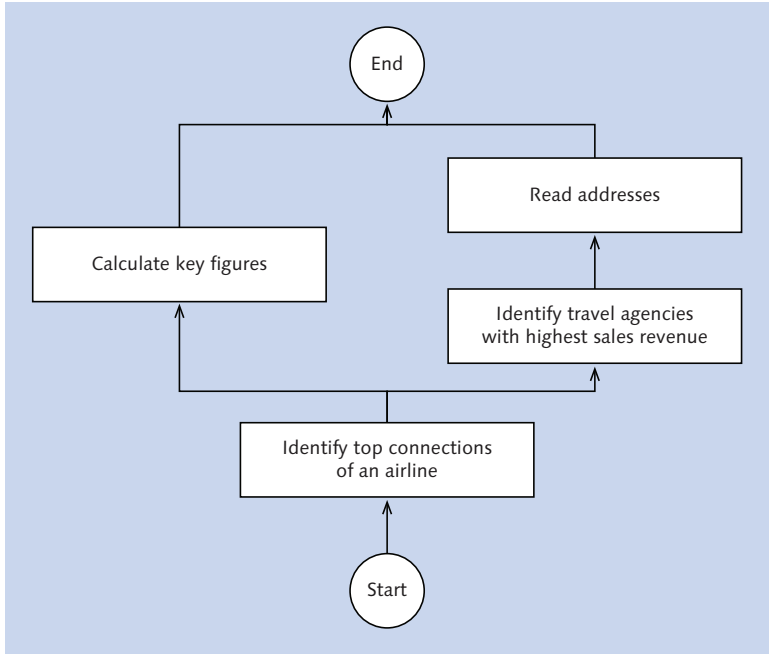 End
Read addresses
Calculate key figures
Identify travel agencies
with highest sales revenue
Identify top connections
of an airline
Start